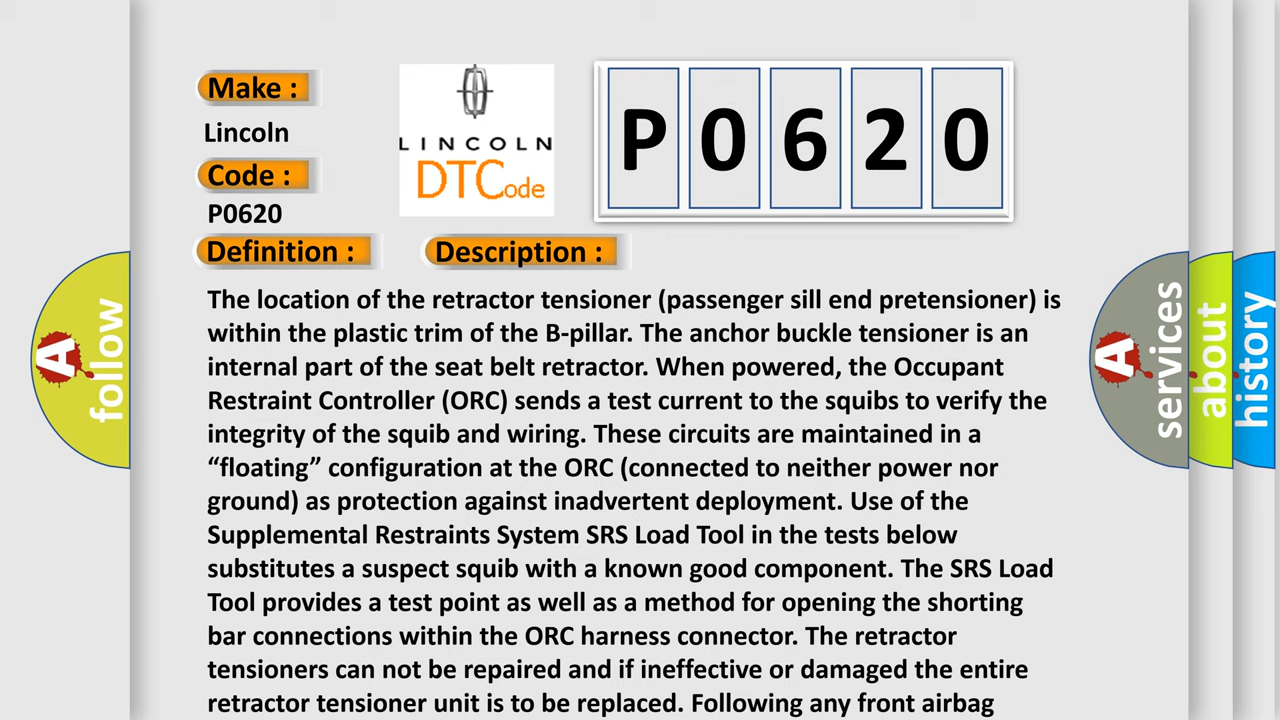 Make :
Lincoln
Code :
P0620
LINCOLN
DTCode
P0620
Definition :
Description :
The location of the retractor tensioner (passenger sill end pretensioner) is
within the plastic trim of the B-pillar. The anchor buckle tensioner is an
internal part of the seat belt retractor. When powered, the Occupant
Restraint Controller (ORC) sends a test current to the squibs to verify the
integrity of the squib and wiring. These circuits are maintained in a
“floating” configuration at the ORC (connected to neither power nor
ground) as protection against inadvertent deployment. Use of the
Supplemental Restraints System SRS Load Tool in the tests below
substitutes a suspect squib with a known good component. The SRS Load
Tool provides a test point as well as a method for opening the shorting
bar connections within the ORC harness connector. The retractor
tensioners can not be repaired and if ineffective or damaged the entire
retractor tensioner unit is to be replaced. Following any front airbag
A
follow
A
services
about
history